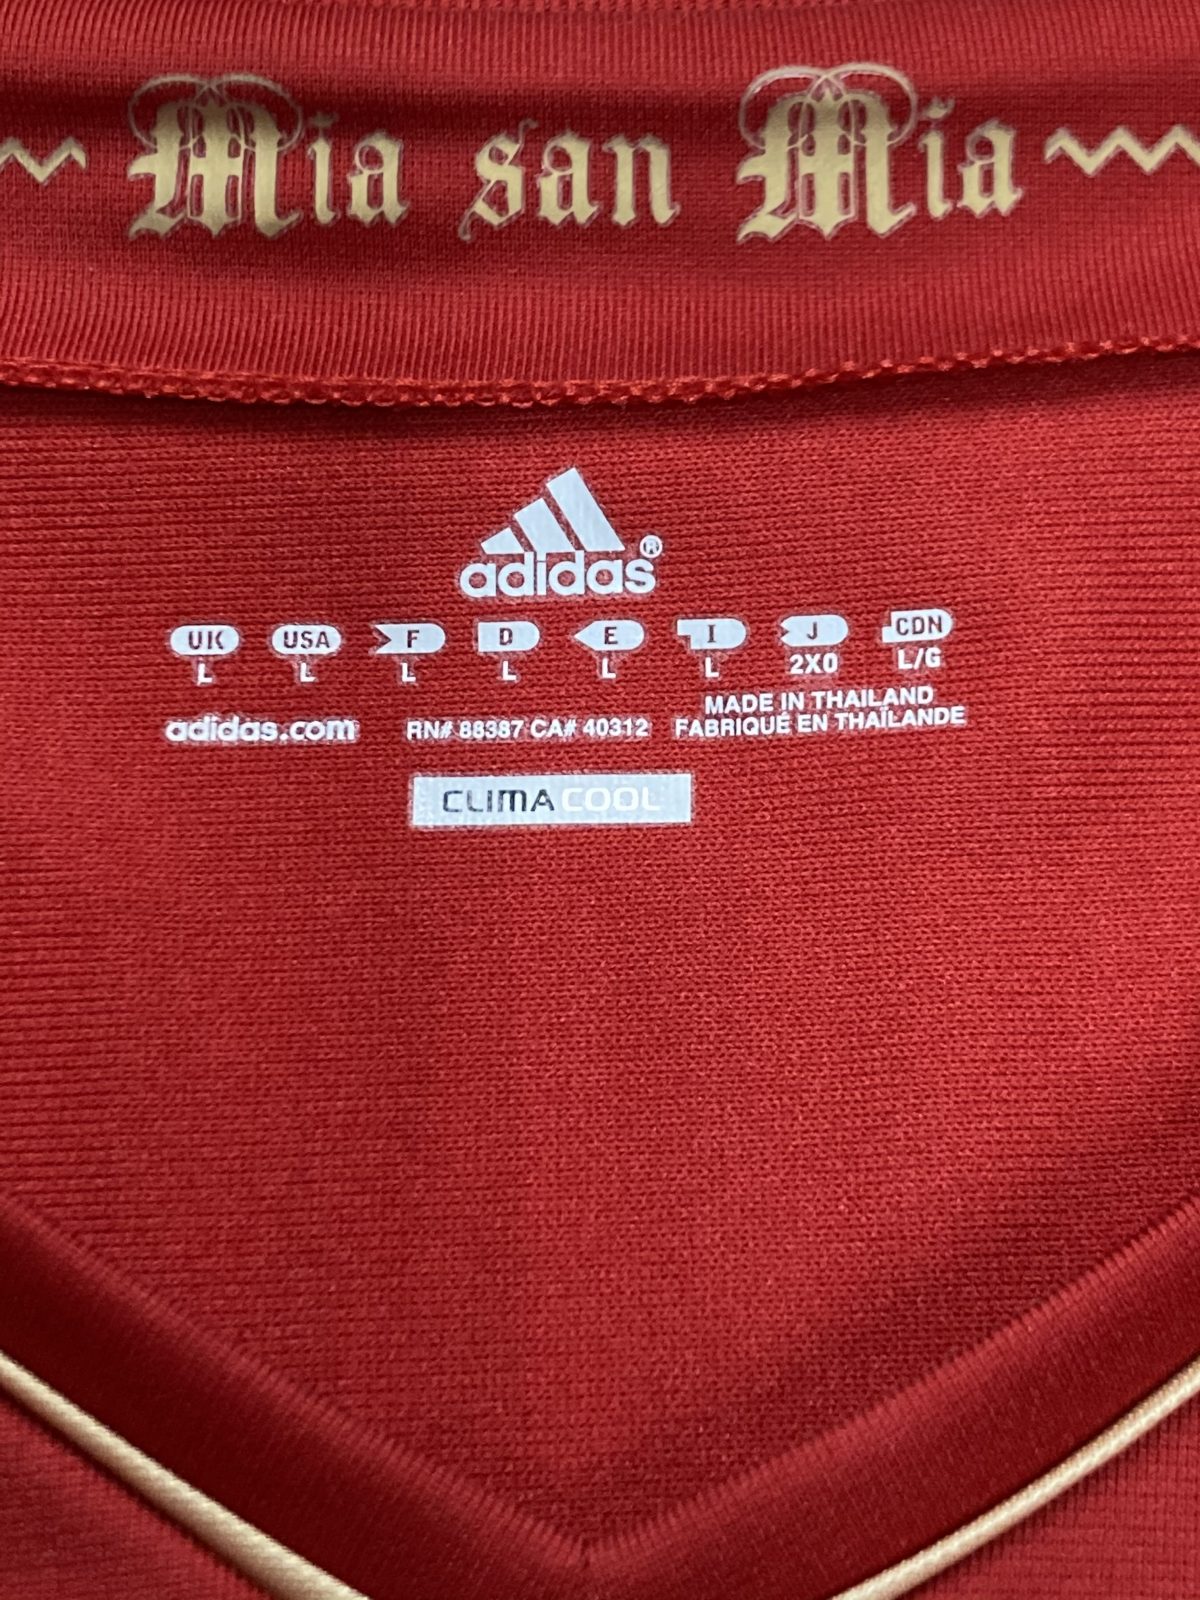 Mia san Mia
adidas®
UK USA F D E I J CDN
L L L L L L 2XO L/G
adidas.com RN# 88387 CA# 40312 MADE IN THAILAND
FABRIQUÉ EN THAÏLANDE
CLIMACOOL